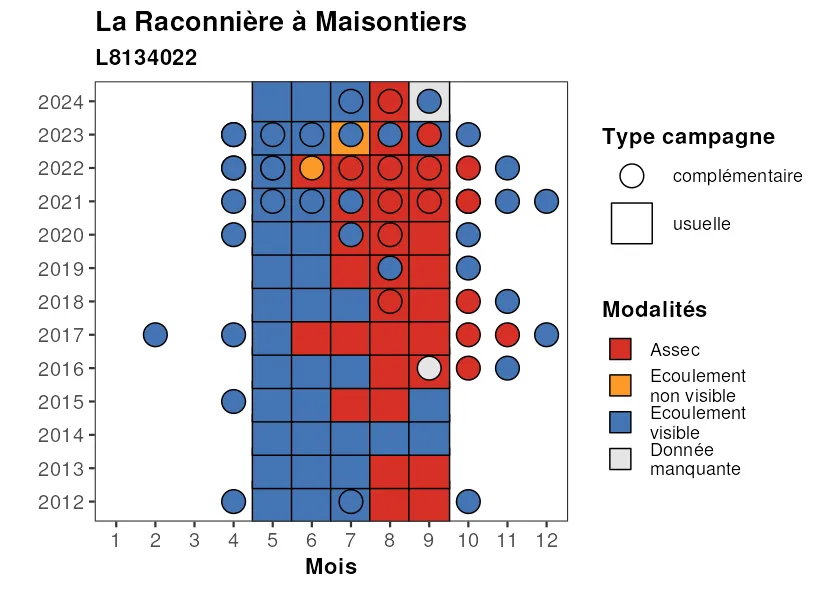 La Raconnière à Maisontiers
L8134022
2024
2023
2022
2021
2020
2019
2018
2017
2016
2015
2014
2013
2012
1 2 3 4 5 6 7 8 9 10 11 12
Mois
Type campagne
complémentaire
usuelle
Modalités
Assec
Ecoulement
non visible
Ecoulement
visible
Donnée
manquante